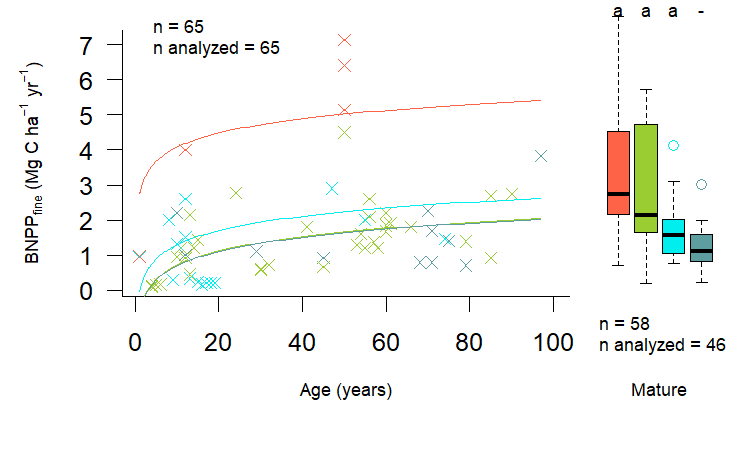 a a a -
n = 65
n analyzed = 65
BNPPfine (Mg C ha−1 yr−1)
7
6
5
4
3
2
1
0
0 20 40 60 80 100
Age (years)
n = 58
n analyzed = 46
Mature